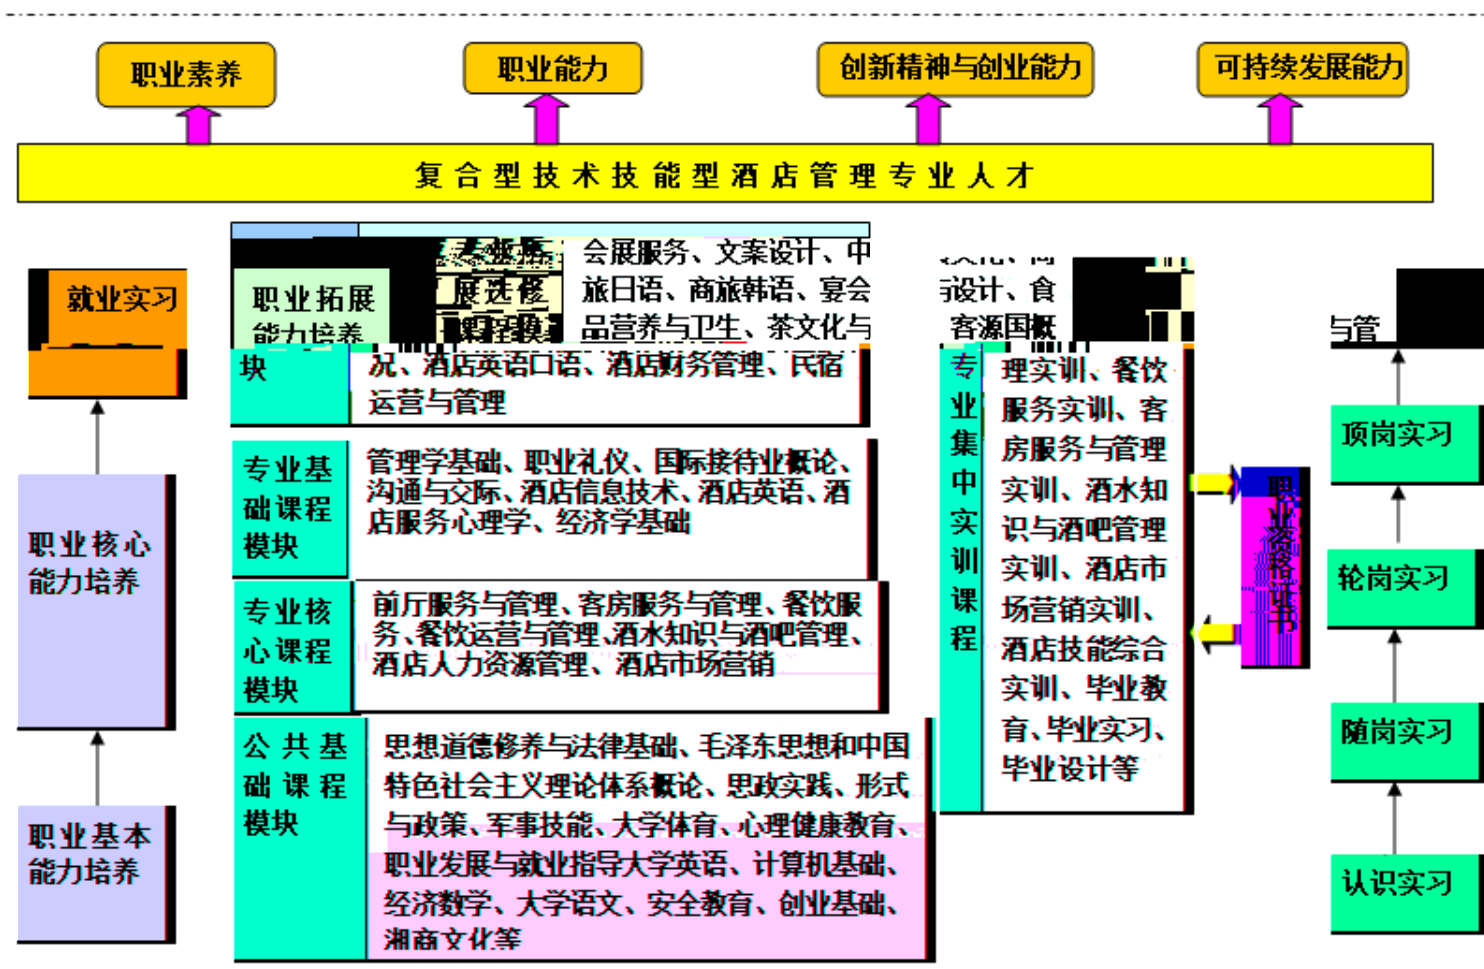 职业素养
职业能力
创新精神与创业能力
可持续发展能力
复合型技术技能型酒店管理专业人才
就业实习
职业核心
能力培养
职业基本
能力培养
职业拓展
能力培养
展选修
会展服务、文案设计、中
旅日语、商旅韩语、宴会
品营养与卫生、茶文化与
设计、食
客源国概
与管
块
况、酒店英语口语、酒店财务管理、民宿
运营与管理
专业基
础课程
模块
管理学基础、职业礼仪、国际接待业概论、
沟通与交际、酒店信息技术、酒店英语、酒
店服务心理学、经济学基础
专业核
心课程
模块
前厅服务与管理、客房服务与管理、餐饮服
务、餐饮运营与管理、酒水知识与酒吧管理、
酒店人力资源管理、酒店市场营销
公共基
础课程
模块
思想道德修养与法律基础、毛泽东思想和中国
特色社会主义理论体系概论、思政实践、形式
与政策、军事技能、大学体育、心理健康教育、
职业发展与就业指导大学英语、计算机基础、
经济数学、大学语文、安全教育、创业基础、
湘商文化等
专业集中实训课程
理实训、餐饮
服务实训、客
房服务与管理
实训、酒水知
识与酒吧管理
实训、酒店市
场营销实训、
酒店技能综合
实训、毕业教
育、毕业实习、
毕业设计等
职业资格证书
顶岗实习
轮岗实习
随岗实习
认识实习